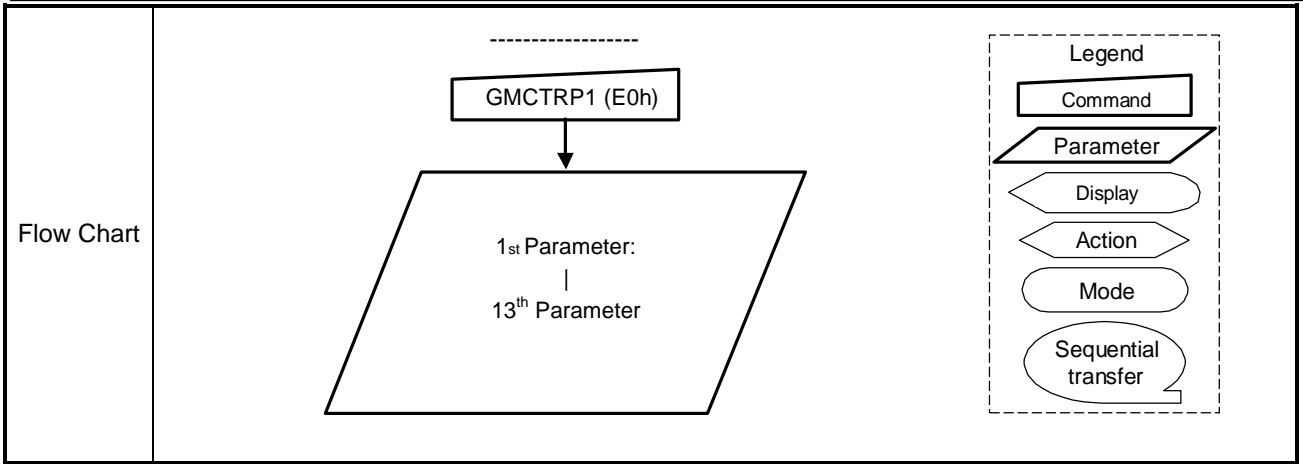 Flow Chart
------------------
GMCTRP1 (E0h)
1st Parameter:
|
13th Parameter
Legend
Command
Parameter
Display
Action
Mode
Sequential
transfer